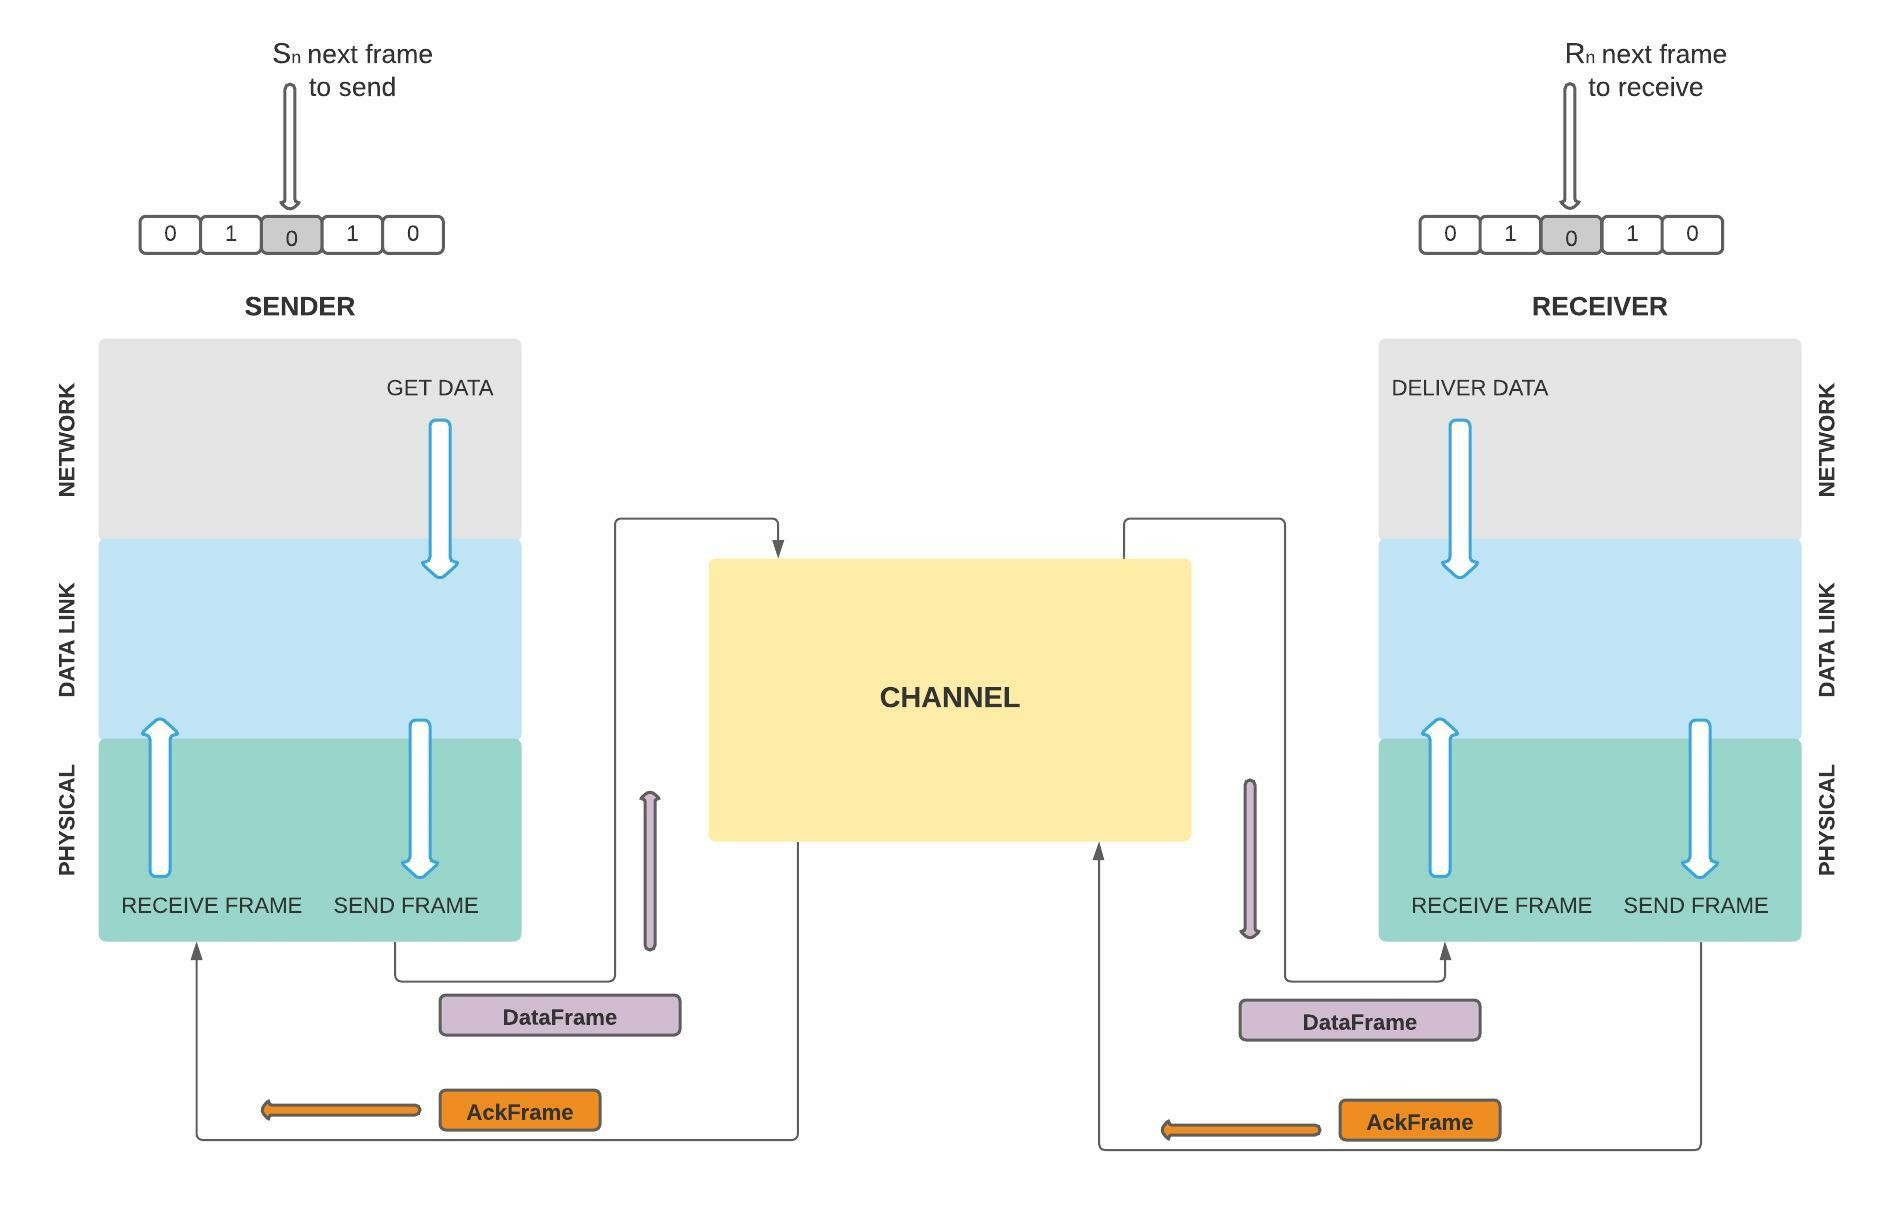 Sn next frame
to send
Rn next frame
to receive
0 1 0 1 0
0 1 0 1 0
SENDER
RECEIVER
NETWORK
GET DATA
DELIVER DATA
NETWORK
DATA LINK
CHANNEL
DATA LINK
PHYSICAL
RECEIVE FRAME
SEND FRAME
RECEIVE FRAME
SEND FRAME
PHYSICAL
DataFrame
DataFrame
AckFrame
AckFrame